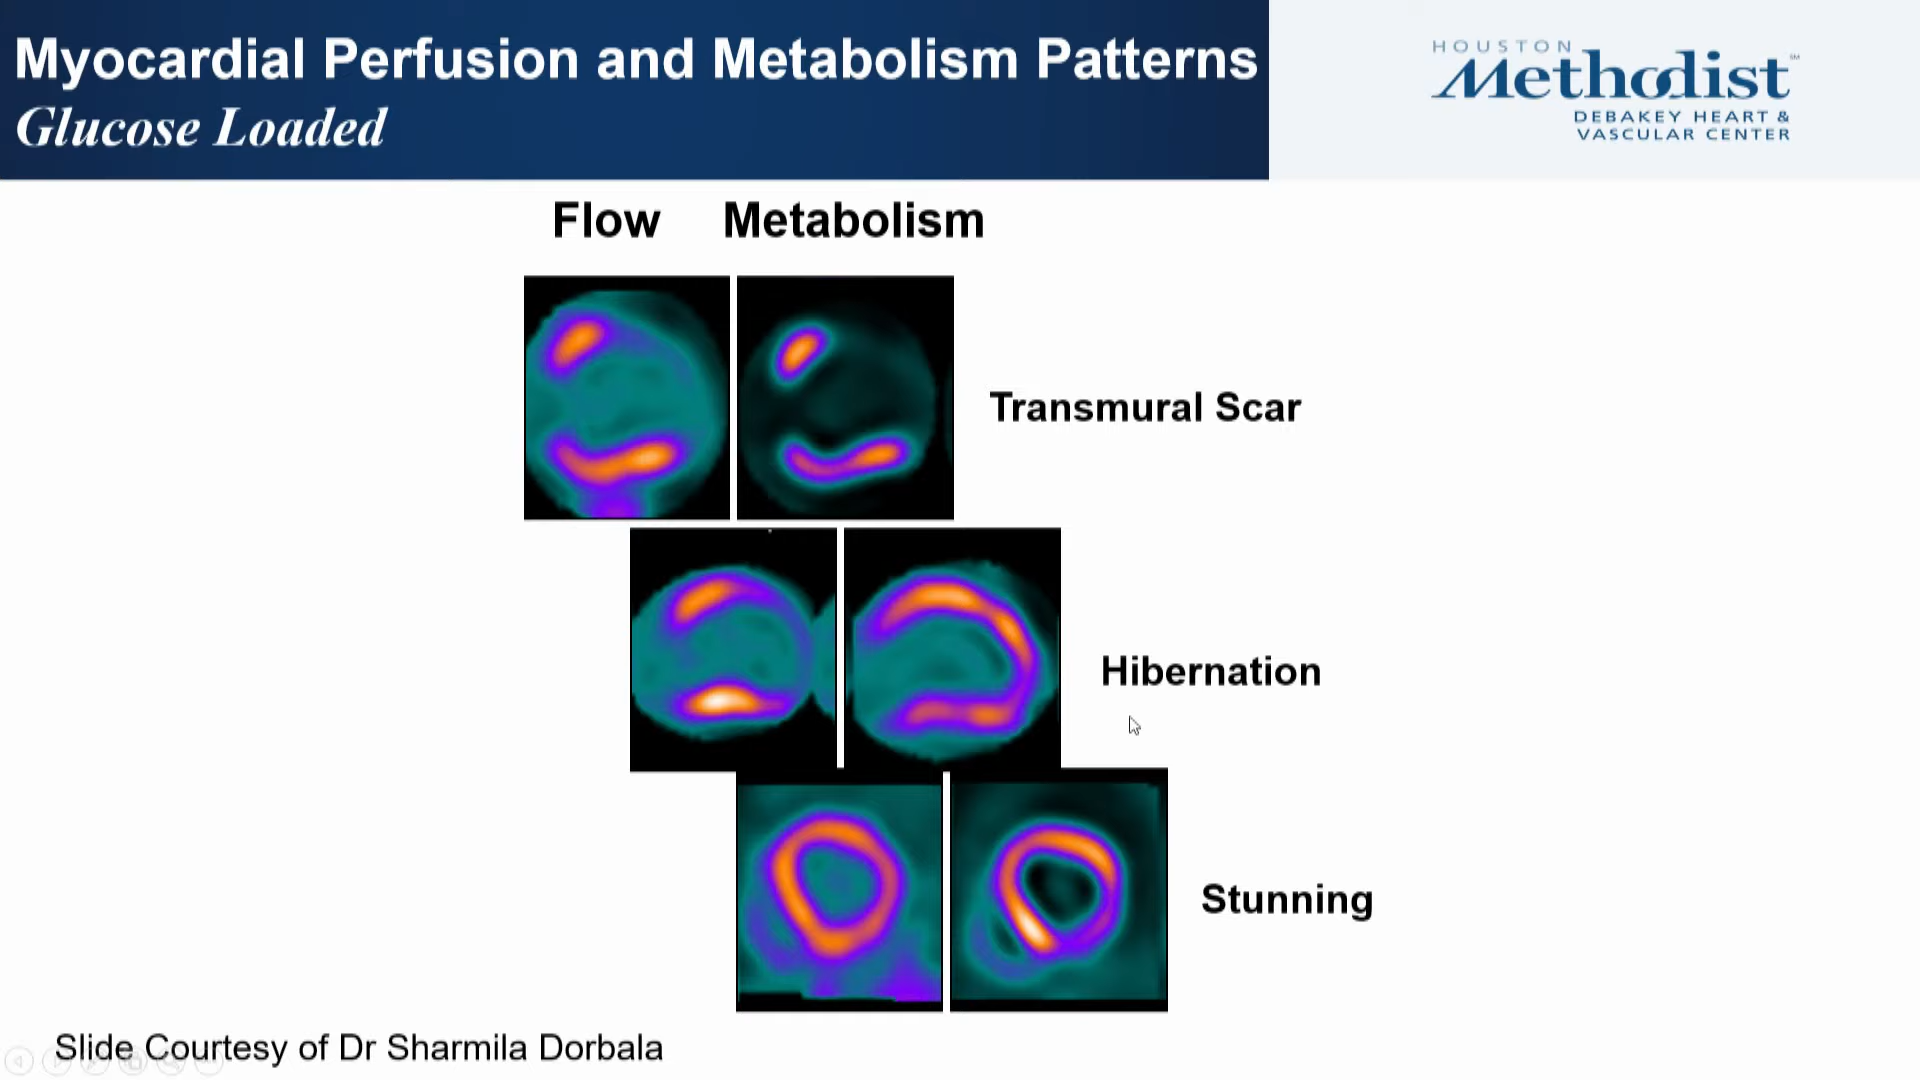 Myocardial Perfusion and Metabolism Patterns
Glucose Loaded
HOUSTON
Methodist
SM
DEBAKEY HEART &
VASCULAR CENTER
Flow Metabolism
Transmural Scar
Hibernation
Stunning
Slide Courtesy of Dr Sharmila Dorbala